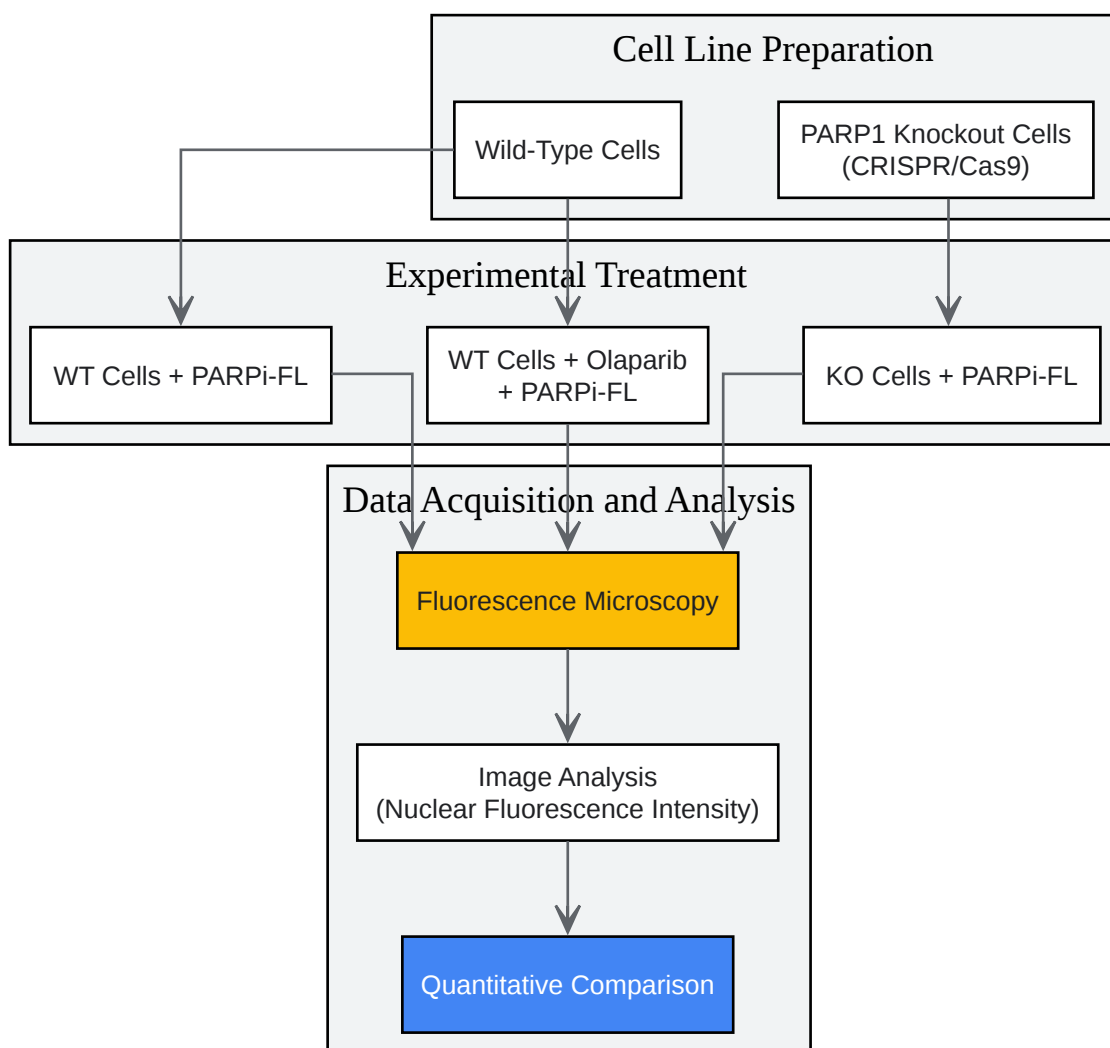 Cell Line Preparation
Wild-Type Cells
PARP1 Knockout Cells
(CRISPR/Cas9)
Experimental Treatment
WT Cells + PARPi-FL
WT Cells + Olaparib
+ PARPi-FL
KO Cells + PARPi-FL
Data Acquisition and Analysis
Fluorescence Microscopy
Image Analysis
(Nuclear Fluorescence Intensity)
Quantitative Comparison